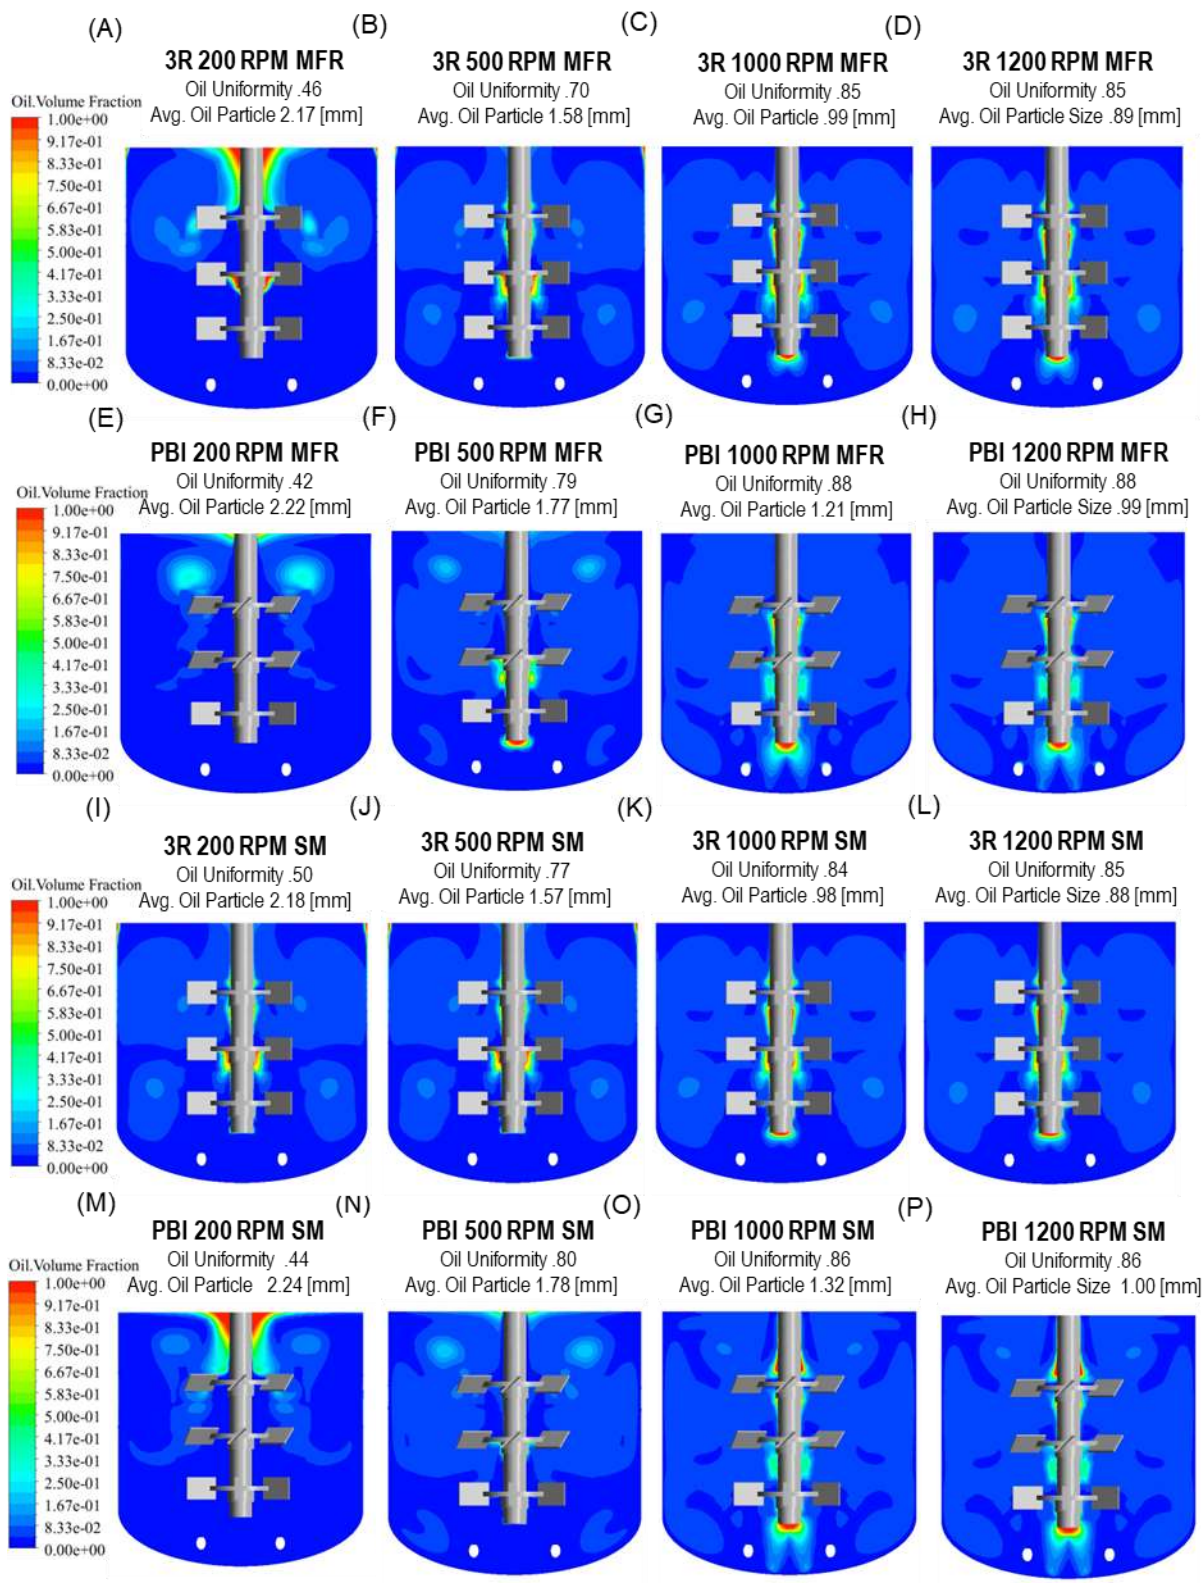 (A)
(B)
(C)
(D)
3R 200 RPM MFR
Oil Uniformity .46
Avg. Oil Particle 2.17 [mm]
3R 500 RPM MFR
Oil Uniformity .70
Avg. Oil Particle 1.58 [mm]
3R 1000 RPM MFR
Oil Uniformity .85
Avg. Oil Particle .99 [mm]
3R 1200 RPM MFR
Oil Uniformity .85
Avg. Oil Particle Size .89 [mm]
Oil.Volume Fraction
1.00e+00
9.17e-01
8.33e-01
7.50e-01
6.67e-01
5.83e-01
5.00e-01
4.17e-01
3.33e-01
2.50e-01
1.67e-01
8.33e-02
0.00e+00
(E)
(F)
(G)
(H)
PBI 200 RPM MFR
Oil Uniformity .42
Avg. Oil Particle 2.22 [mm]
PBI 500 RPM MFR
Oil Uniformity .79
Avg. Oil Particle 1.77 [mm]
PBI 1000 RPM MFR
Oil Uniformity .88
Avg. Oil Particle 1.21 [mm]
PBI 1200 RPM MFR
Oil Uniformity .88
Avg. Oil Particle Size .99 [mm]
Oil.Volume Fraction
1.00e+00
9.17e-01
8.33e-01
7.50e-01
6.67e-01
5.83e-01
5.00e-01
4.17e-01
3.33e-01
2.50e-01
1.67e-01
8.33e-02
0.00e+00
(I)
(J)
(K)
(L)
3R 200 RPM SM
Oil Uniformity .50
Avg. Oil Particle 2.18 [mm]
3R 500 RPM SM
Oil Uniformity .77
Avg. Oil Particle 1.57 [mm]
3R 1000 RPM SM
Oil Uniformity .84
Avg. Oil Particle .98 [mm]
3R 1200 RPM SM
Oil Uniformity .85
Avg. Oil Particle Size .88 [mm]
Oil.Volume Fraction
1.00e+00
9.17e-01
8.33e-01
7.50e-01
6.67e-01
5.83e-01
5.00e-01
4.17e-01
3.33e-01
2.50e-01
1.67e-01
8.33e-02
0.00e+00
(M)
(N)
(O)
(P)
PBI 200 RPM SM
Oil Uniformity .44
Avg. Oil Particle 2.24 [mm]
PBI 500 RPM SM
Oil Uniformity .80
Avg. Oil Particle 1.78 [mm]
PBI 1000 RPM SM
Oil Uniformity .86
Avg. Oil Particle 1.32 [mm]
PBI 1200 RPM SM
Oil Uniformity .86
Avg. Oil Particle Size 1.00 [mm]
Oil.Volume Fraction
1.00e+00
9.17e-01
8.33e-01
7.50e-01
6.67e-01
5.83e-01
5.00e-01
4.17e-01
3.33e-01
2.50e-01
1.67e-01
8.33e-02
0.00e+00